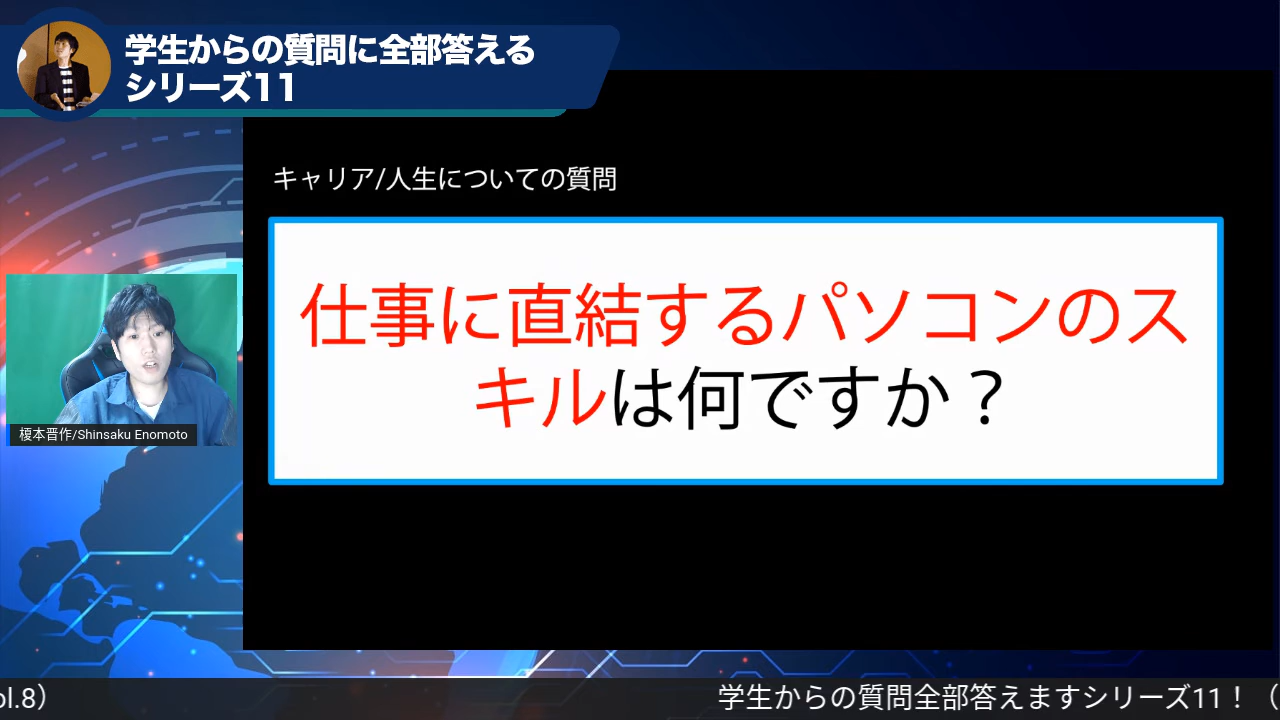 学生からの質問に全部答える
シリーズ11
キャリア/人生についての質問
仕事に直結するパソコンのス
キルは何ですか？
榎本晋作/Shinsaku Enomoto
ol.8）
学生からの質問全部答えますシリーズ11！（